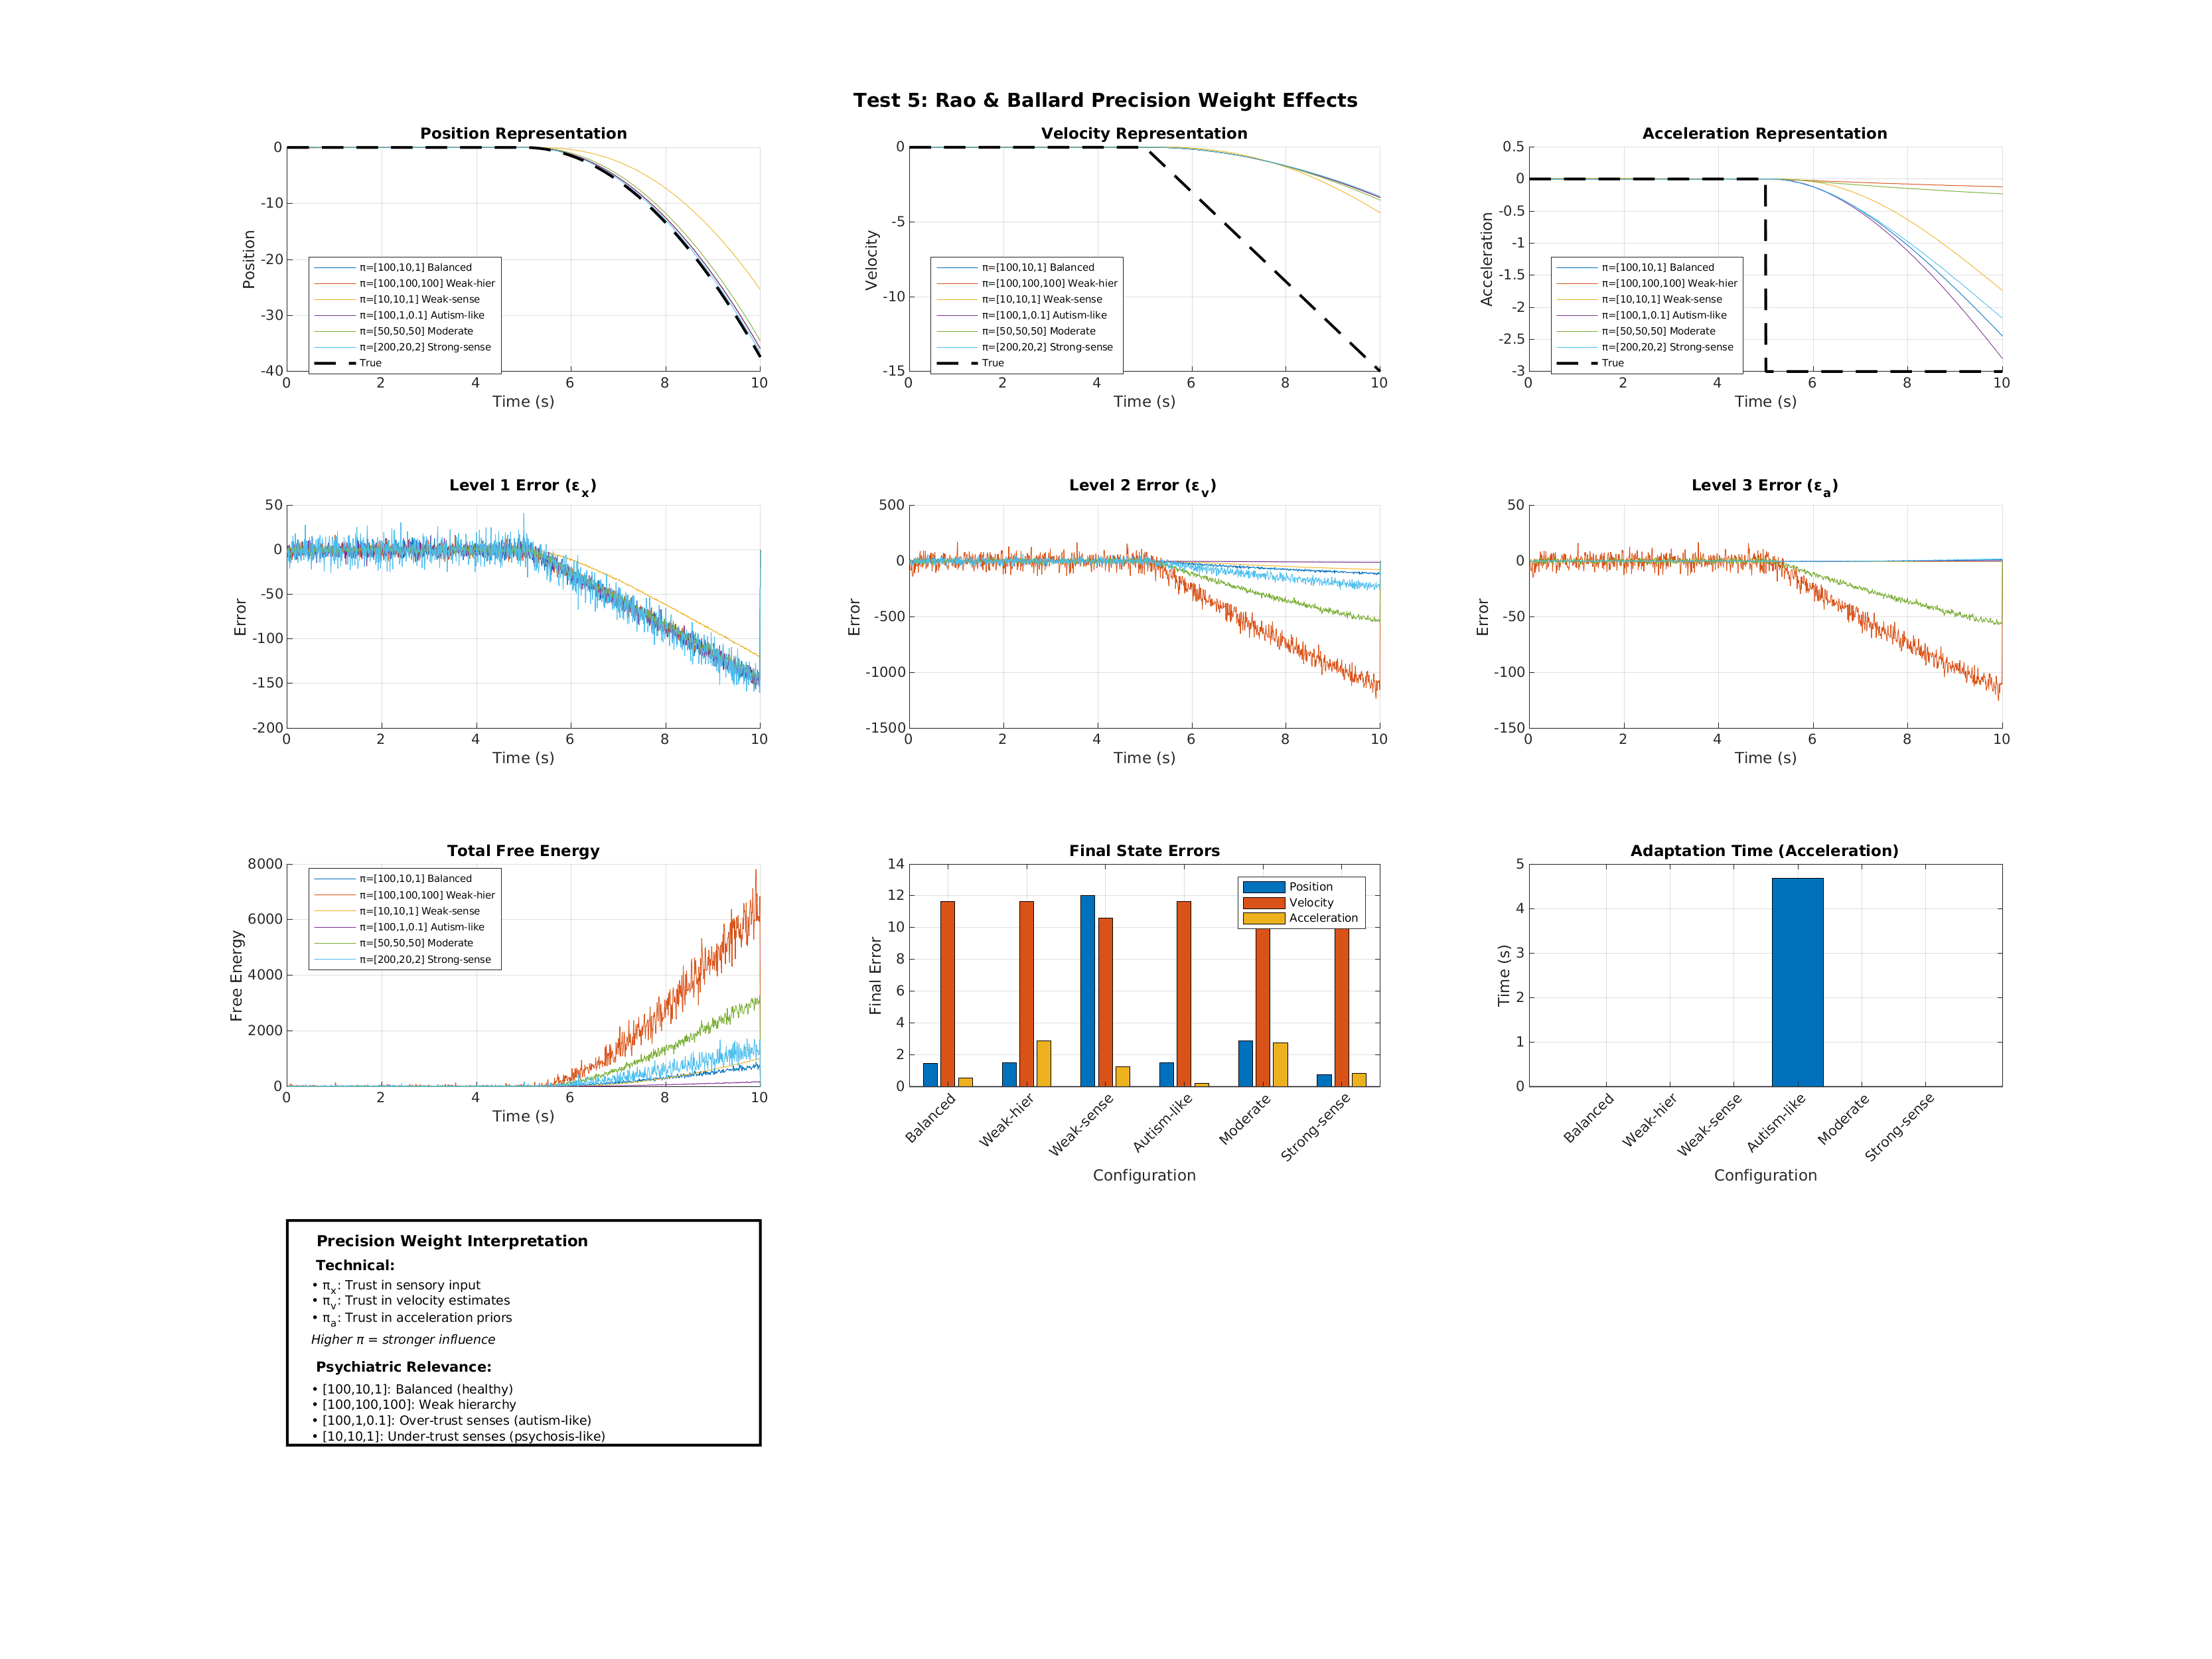 Test 5: Rao & Ballard Precision Weight Effects
Position Representation
0
-10
-20
-30
-40
Position
π=[100,10,1] Balanced
π=[100,100,100] Weak-hier
π=[10,10,1] Weak-sense
π=[100,1,0.1] Autism-like
π=[50,50,50] Moderate
π=[200,20,2] Strong-sense
True
0 2 4 6 8 10
Time (s)
Velocity Representation
0
-5
-10
-15
Velocity
π=[100,10,1] Balanced
π=[100,100,100] Weak-hier
π=[10,10,1] Weak-sense
π=[100,1,0.1] Autism-like
π=[50,50,50] Moderate
π=[200,20,2] Strong-sense
True
0 2 4 6 8 10
Time (s)
Acceleration Representation
0.5
0
-0.5
-1
-1.5
-2
-2.5
-3
Acceleration
π=[100,10,1] Balanced
π=[100,100,100] Weak-hier
π=[10,10,1] Weak-sense
π=[100,1,0.1] Autism-like
π=[50,50,50] Moderate
π=[200,20,2] Strong-sense
True
0 2 4 6 8 10
Time (s)
Level 1 Error (εx)
50
0
-50
-100
-150
-200
Error
0 2 4 6 8 10
Time (s)
Level 2 Error (εv)
500
0
-500
-1000
-1500
Error
0 2 4 6 8 10
Time (s)
Level 3 Error (εa)
50
0
-50
-100
-150
Error
0 2 4 6 8 10
Time (s)
Total Free Energy
8000
6000
4000
2000
0
Free Energy
π=[100,10,1] Balanced
π=[100,100,100] Weak-hier
π=[10,10,1] Weak-sense
π=[100,1,0.1] Autism-like
π=[50,50,50] Moderate
π=[200,20,2] Strong-sense
0 2 4 6 8 10
Time (s)
Final State Errors
14
12
10
8
6
4
2
0
Final Error
Position
Velocity
Acceleration
Balanced
Weak-hier
Weak-sense
Autism-like
Moderate
Strong-sense
Configuration
Adaptation Time (Acceleration)
5
4
3
2
1
0
Time (s)
Balanced
Weak-hier
Weak-sense
Autism-like
Moderate
Strong-sense
Configuration
Precision Weight Interpretation
Technical:
• πx: Trust in sensory input
• πv: Trust in velocity estimates
• πa: Trust in acceleration priors
Higher π = stronger influence
Psychiatric Relevance:
• [100,10,1]: Balanced (healthy)
• [100,100,100]: Weak hierarchy
• [100,1,0.1]: Over-trust senses (autism-like)
• [10,10,1]: Under-trust senses (psychosis-like)